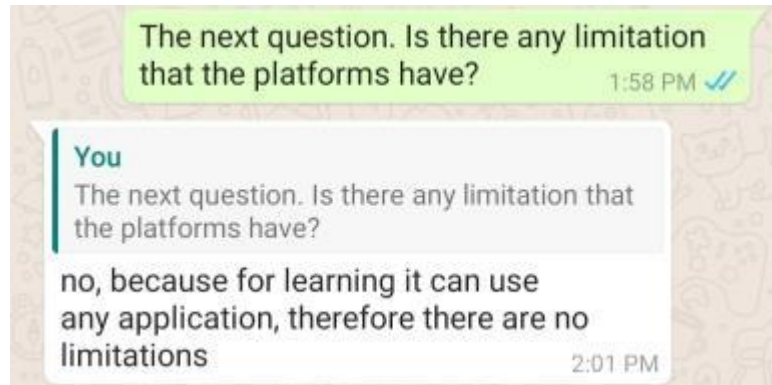 The next question. Is there any limitation
that the platforms have?
1:58 PM
You
The next question. Is there any limitation that
the platforms have?
no, because for learning it can use
any application, therefore there are no
limitations
2:01 PM